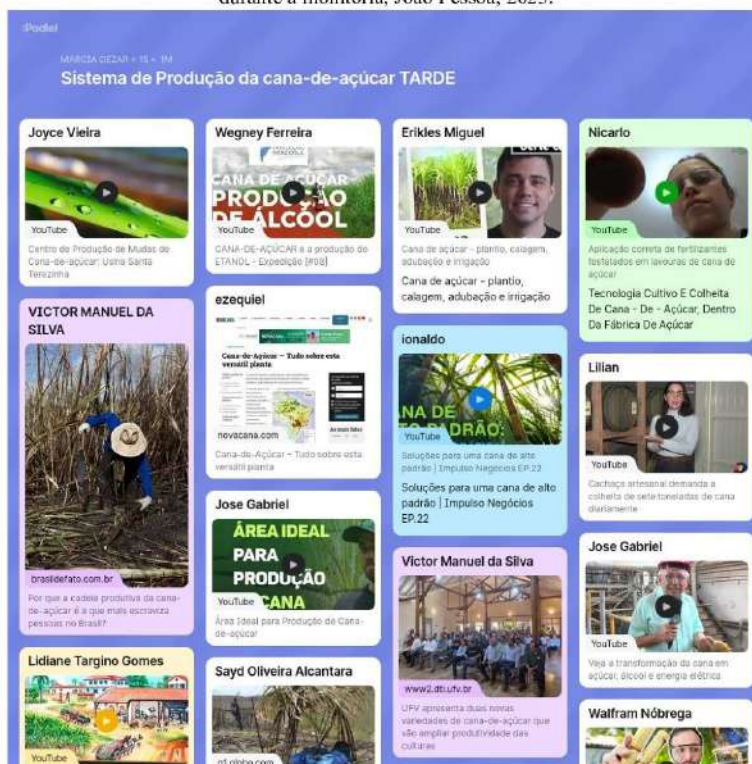 durante a monitoria, João Pessoa, 2023.
:Padlet
MARCIA DEZAR + 15 • 1M
Sistema de Produção da cana-de-açúcar TARDE
Joyce Vieira
YouTube
Centro de Produção de Mudas de
Cana-de-açúcar: Usina Santa
Terezinha
VICTOR MANUEL DA
SILVA
brasildefato.com.br
Por que a cadeia produtiva da cana-
de-açúcar é a que mais escraviza
pessoas no Brasil?
Lidiane Targino Gomes
YouTube
Wegney Ferreira
CANA DE AÇÚCAR
PRODUÇÃO
DE ÁLCOOL
YouTube
CANA-DE-AÇÚCAR e a produção de
ETANOL - Expedição [#08]
ezequiel
Cana-de-Açúcar – Tudo sobre esta
versátil planta
novacana.com
Cana-de-Açúcar – Tudo sobre esta
versátil planta
Jose Gabriel
ÁREA IDEAL
PARA
PRODUÇÃO
CANA
YouTube
Área Ideal para Produção de Cana-
de-açúcar
Sayd Oliveira Alcantara
g1.globo.com
Erikles Miguel
YouTube
Cana de açúcar - plantio, calagem,
adubação e irrigação
Cana de açúcar - plantio,
calagem, adubação e irrigação
ionaldo
NA DE
PADRÃO:
YouTube
Soluções para uma cana de alto
padrão | Impulso Negócios EP.22
Soluções para uma cana de alto
padrão | Impulso Negócios
EP.22
Victor Manuel da Silva
www2.dti.ufv.br
UFV apresenta duas novas
variedades de cana-de-açúcar que
vão ampliar produtividade das
culturas
Nicarlo
YouTube
Aplicação correta de fertilizantes
fosfatados em lavouras de cana de
açúcar
Tecnologia Cultivo E Colheita
De Cana - De - Açúcar, Dentro
Da Fábrica De Açúcar
Lilian
YouTube
Cachaça artesanal demanda a
colheita de sete toneladas de cana
diariamente
Jose Gabriel
YouTube
Veja a transformação da cana em
açúcar, álcool e energia elétrica
Walfram Nóbrega